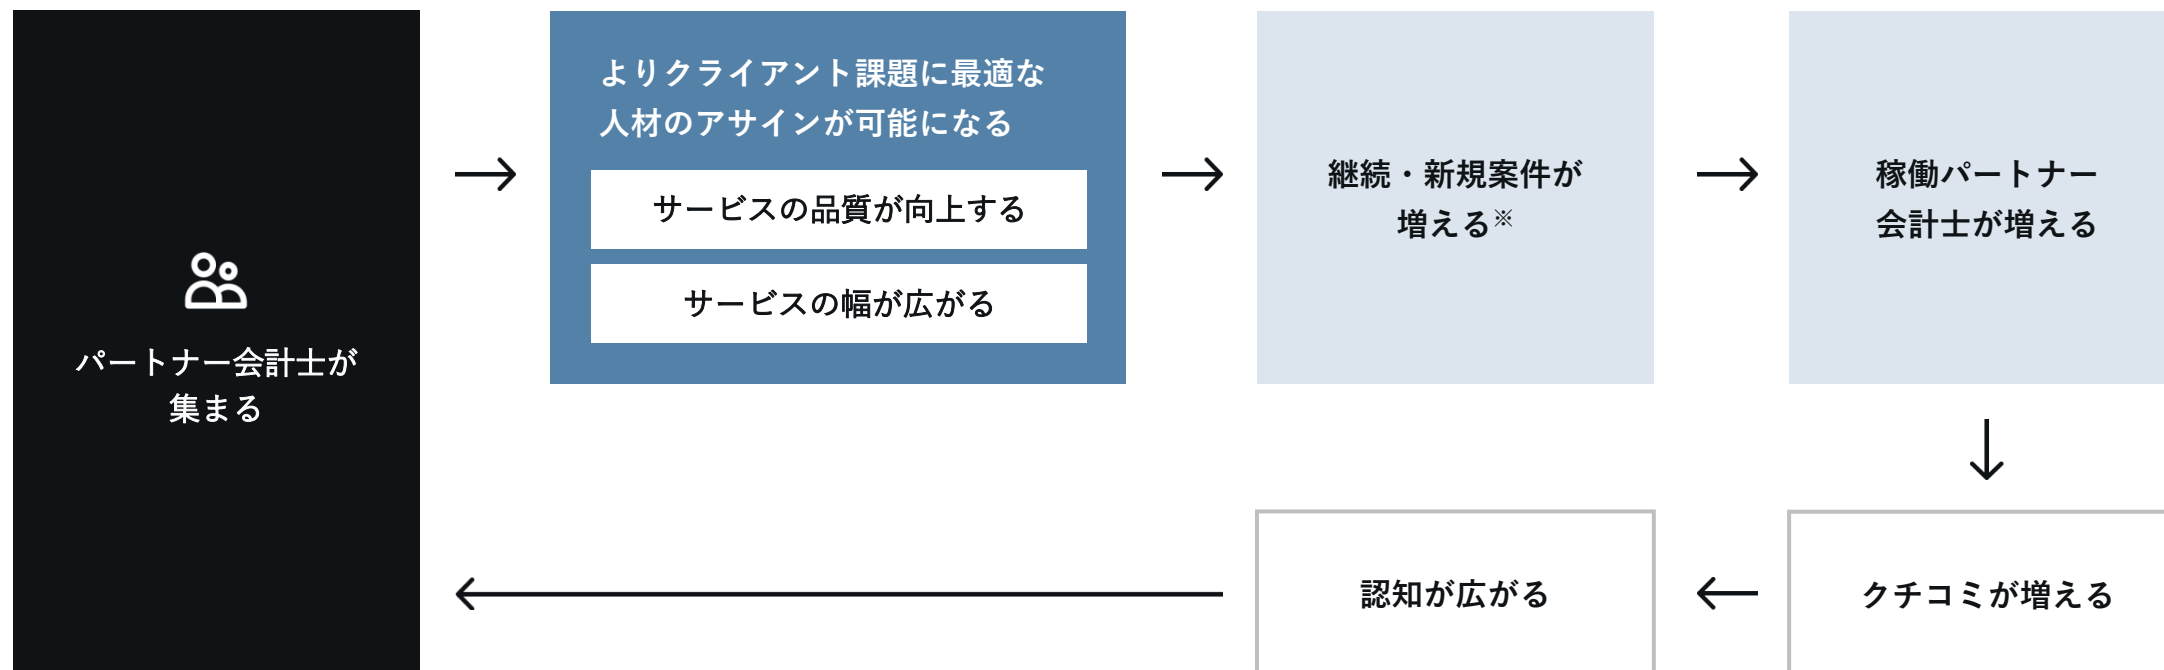 パートナー会計士が
集まる
よりクライアント課題に最適な
人材のアサインが可能になる
サービスの品質が向上する
サービスの幅が広がる
継続・新規案件が
増える※
稼働パートナー
会計士が増える
クチコミが増える
認知が広がる